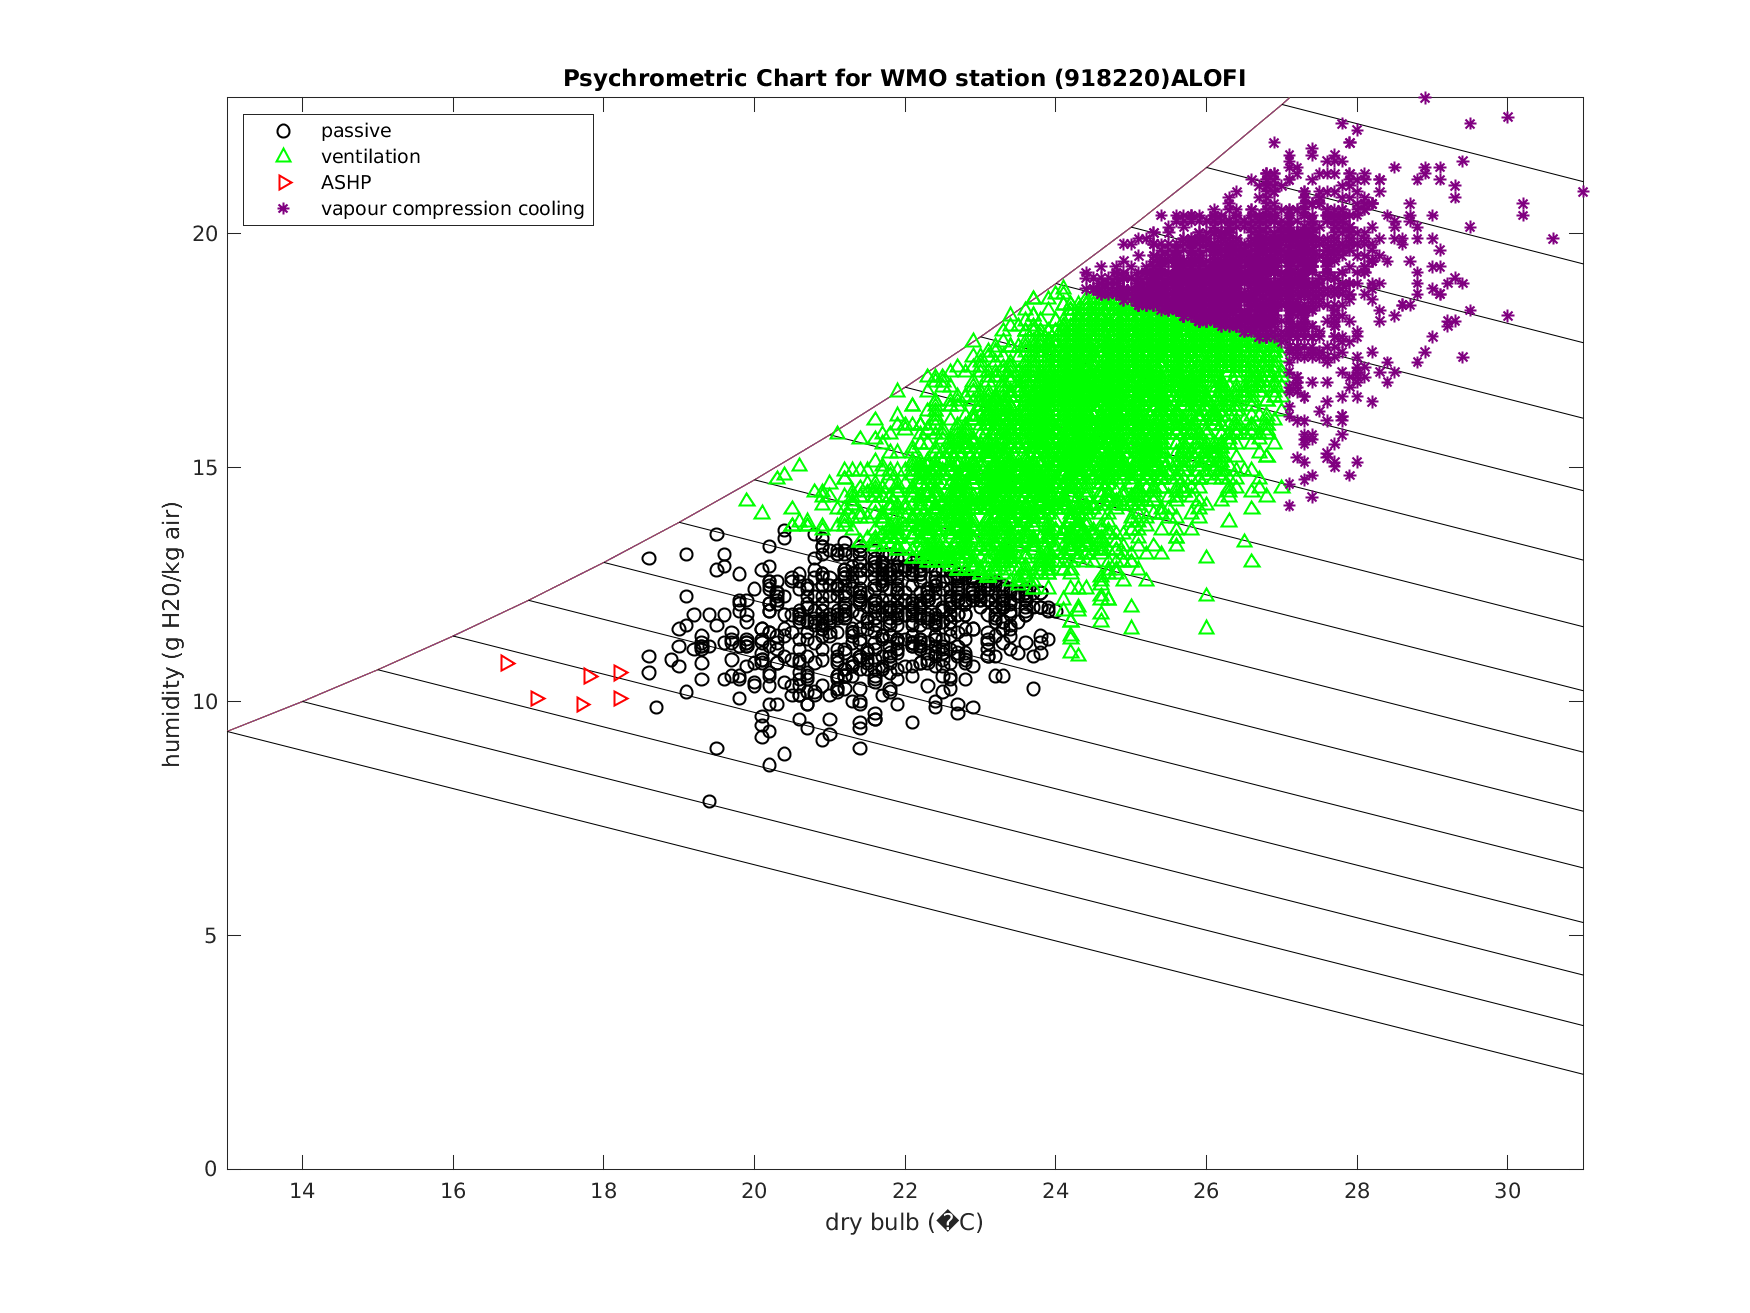 Psychrometric Chart for WMO station (918220)ALOFI
passive
ventilation
ASHP
vapour compression cooling
humidity (g H20/kg air)
20
15
10
5
0
14 16 18 20 22 24 26 28 30
dry bulb (�C)